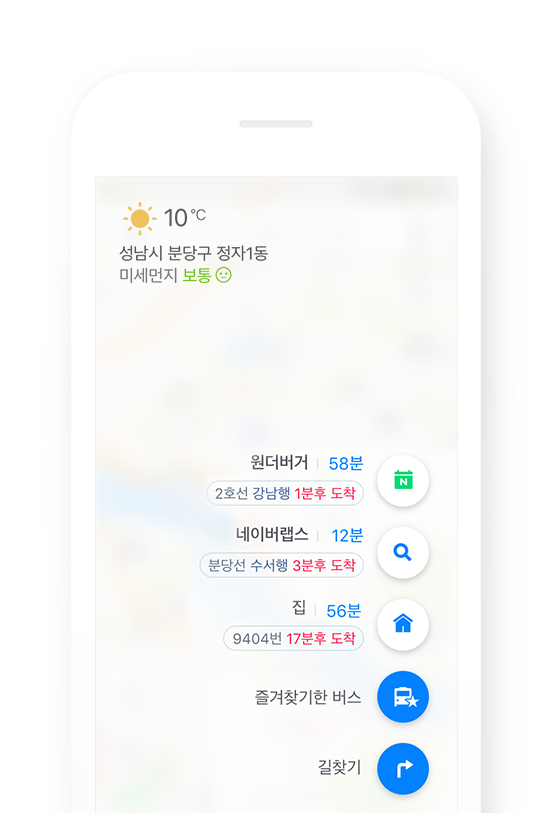 10 °C
성남시 분당구 정자1동
미세먼지 보통
원더버거 58분
2호선 강남행 1분후 도착
N
네이버랩스 12분
분당선 수서행 3분후 도착
집 56분
9404번 17분후 도착
즐겨찾기한 버스
길찾기